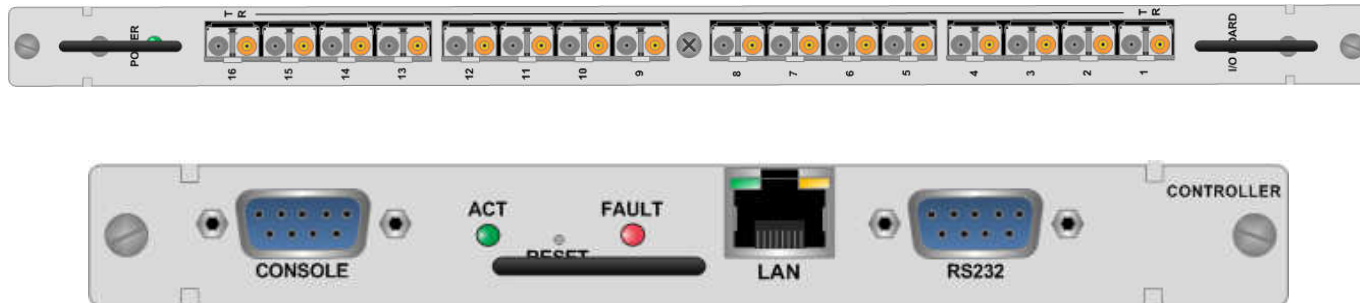 T
R
T
R
POWER
16
15
14
13
12
11
10
9
8
7
6
5
4
3
2
1
I/O BOARD
CONTROLLER
ACT
FAULT
RESET
CONSOLE
LAN
RS232